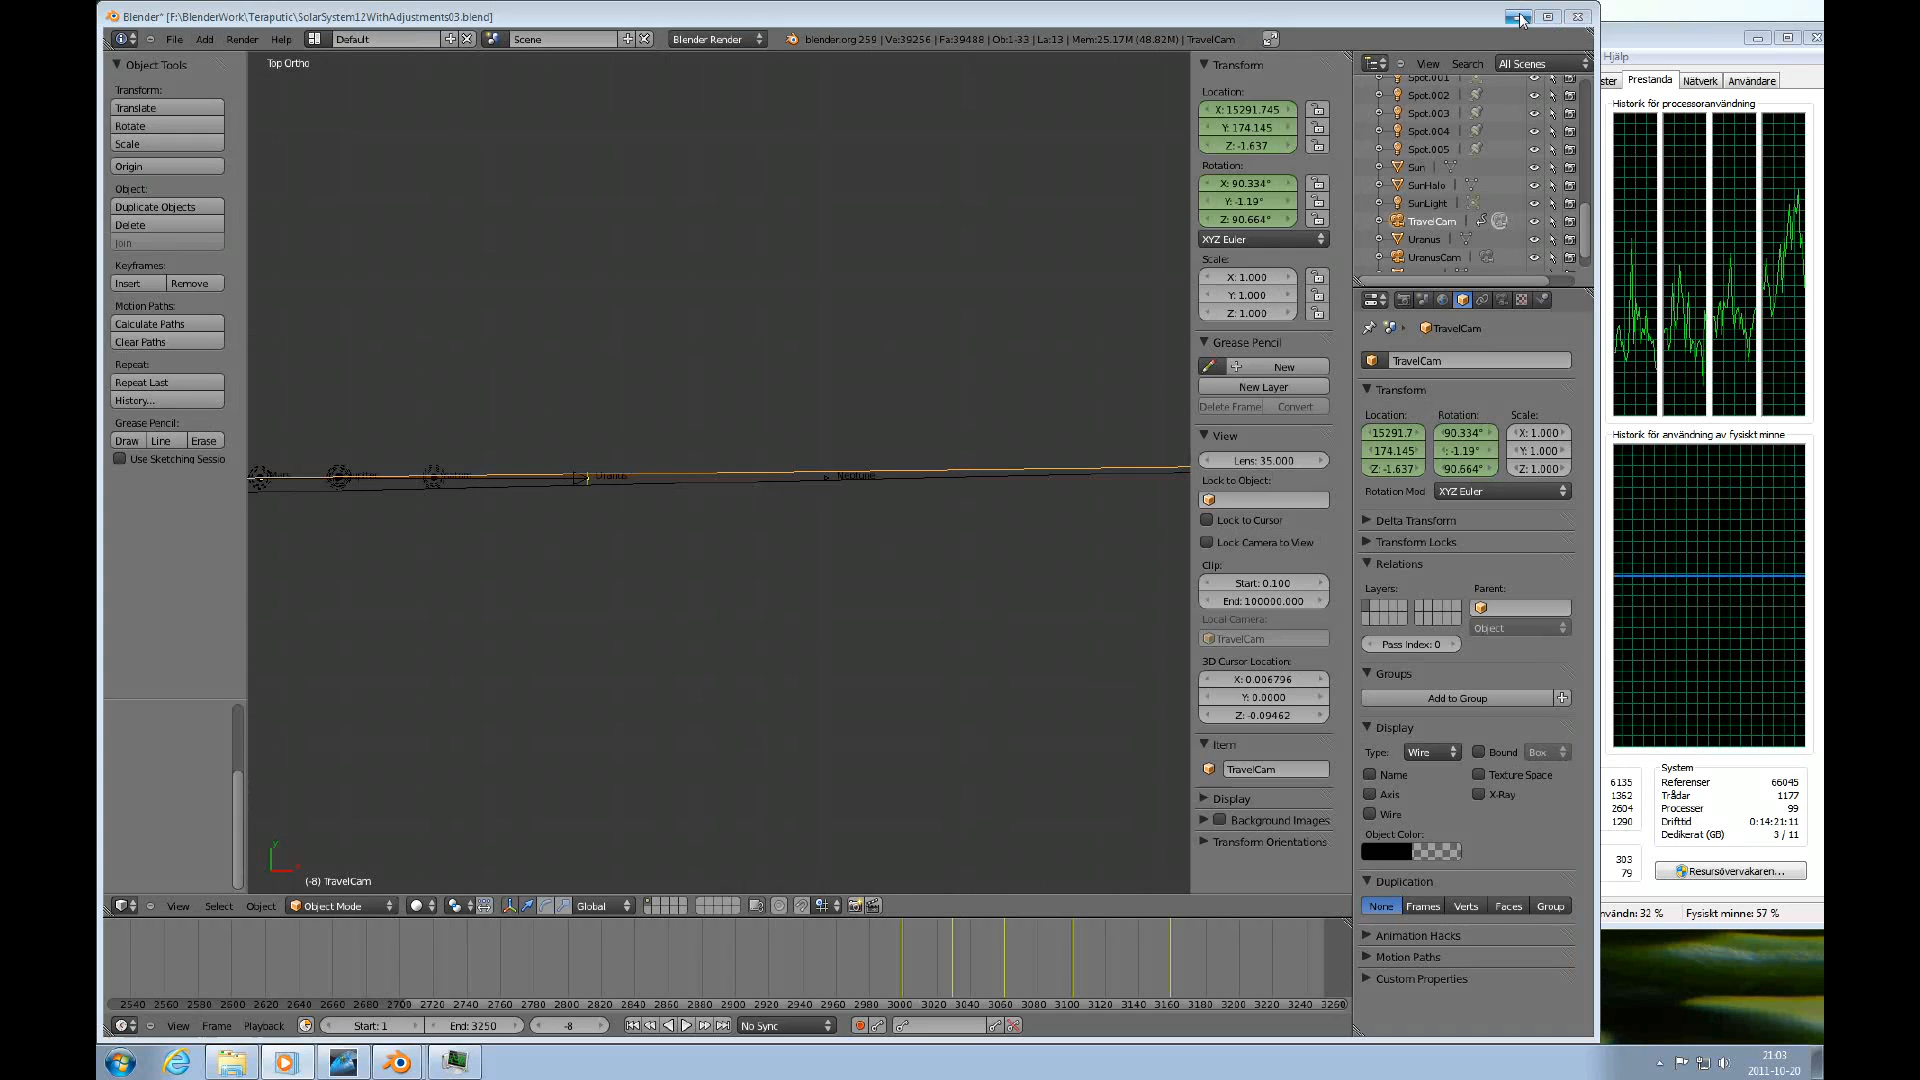 Blender* [F:\BlenderWork\Teraputic\SolarSystem12WithAdjustments03.blend]
File Add Render Help
Default
Scene
Blender Render
blender.org 259 | Ve:39256 | Fa:39488 | Ob:1-33 | La:13 | Mem:25.17M (48.82M) | TravelCam
Object Tools
Transform:
Translate
Rotate
Scale
Origin
Object:
Duplicate Objects
Delete
Join
Keyframes:
Insert Remove
Motion Paths:
Calculate Paths
Clear Paths
Repeat:
Repeat Last
History...
Grease Pencil:
Draw Line Erase
Use Sketching Sessio
Top Ortho
Uranus
Neptune
(-8) TravelCam
Transform
Location:
X: 15291.745
Y: 174.145
Z: -1.637
Rotation:
X: 90.334°
Y: -1.19°
Z: 90.664°
XYZ Euler
Scale:
X: 1.000
Y: 1.000
Z: 1.000
Grease Pencil
New
New Layer
Delete Frame Convert
View
Lens: 35.000
Lock to Object:
Lock to Cursor
Lock Camera to View
Clip:
Start: 0.100
End: 100000.000
Local Camera:
TravelCam
3D Cursor Location:
X: 0.006796
Y: 0.0000
Z: -0.09462
Item
TravelCam
Display
Background Images
Transform Orientations
View Search All Scenes
Spot.001
Spot.002
Spot.003
Spot.004
Spot.005
Sun
SunHalo
SunLight
TravelCam
Uranus
UranusCam
TravelCam
TravelCam
Transform
Location: Rotation: Scale:
15291.7 90.334° X: 1.000
174.145 -1.19° Y: 1.000
Z: -1.637 90.664° Z: 1.000
Rotation Mod XYZ Euler
Delta Transform
Transform Locks
Relations
Layers: Parent:
Object
Pass Index: 0
Groups
Add to Group
Display
Type: Wire Bound Box
Name Texture Space
Axis X-Ray
Wire
Object Color:
Duplication
None Frames Verts Faces Group
Animation Hacks
Motion Paths
Custom Properties
View Select Object Object Mode Global
2540 2560 2580 2600 2620 2640 2660 2680 2700 2720 2740 2760 2780 2800 2820 2840 2860 2880 2900 2920 2940 2960 2980 3000 3020 3040 3060 3080 3100 3120 3140 3160 3180 3200 3220 3240 3260
View Frame Playback Start: 1 End: 3250 -8 No Sync
Hjälp
ster Prestanda Nätverk Användare
Historik för processoranvändning
Historik för användning av fysiskt minne
6135
1362
2604
1290
303
79
System
Referenser 66045
Trådar 1177
Processer 99
Drifttid 0:14:21:11
Dedikerat (GB) 3 / 11
Resursövervakaren...
nvändn: 32 % Fysiskt minne: 57 %
21:03
2011-10-20